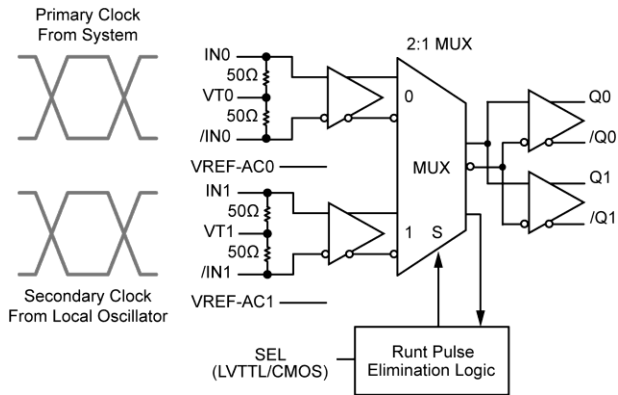 Primary Clock
From System
IN0
50Ω
VT0
50Ω
/IN0
VREF-AC0
IN1
50Ω
VT1
50Ω
/IN1
VREF-AC1
Secondary Clock
From Local Oscillator
2:1 MUX
0
MUX
1
S
Q0
/Q0
Q1
/Q1
SEL
(LVTTL/CMOS)
Runt Pulse
Elimination Logic